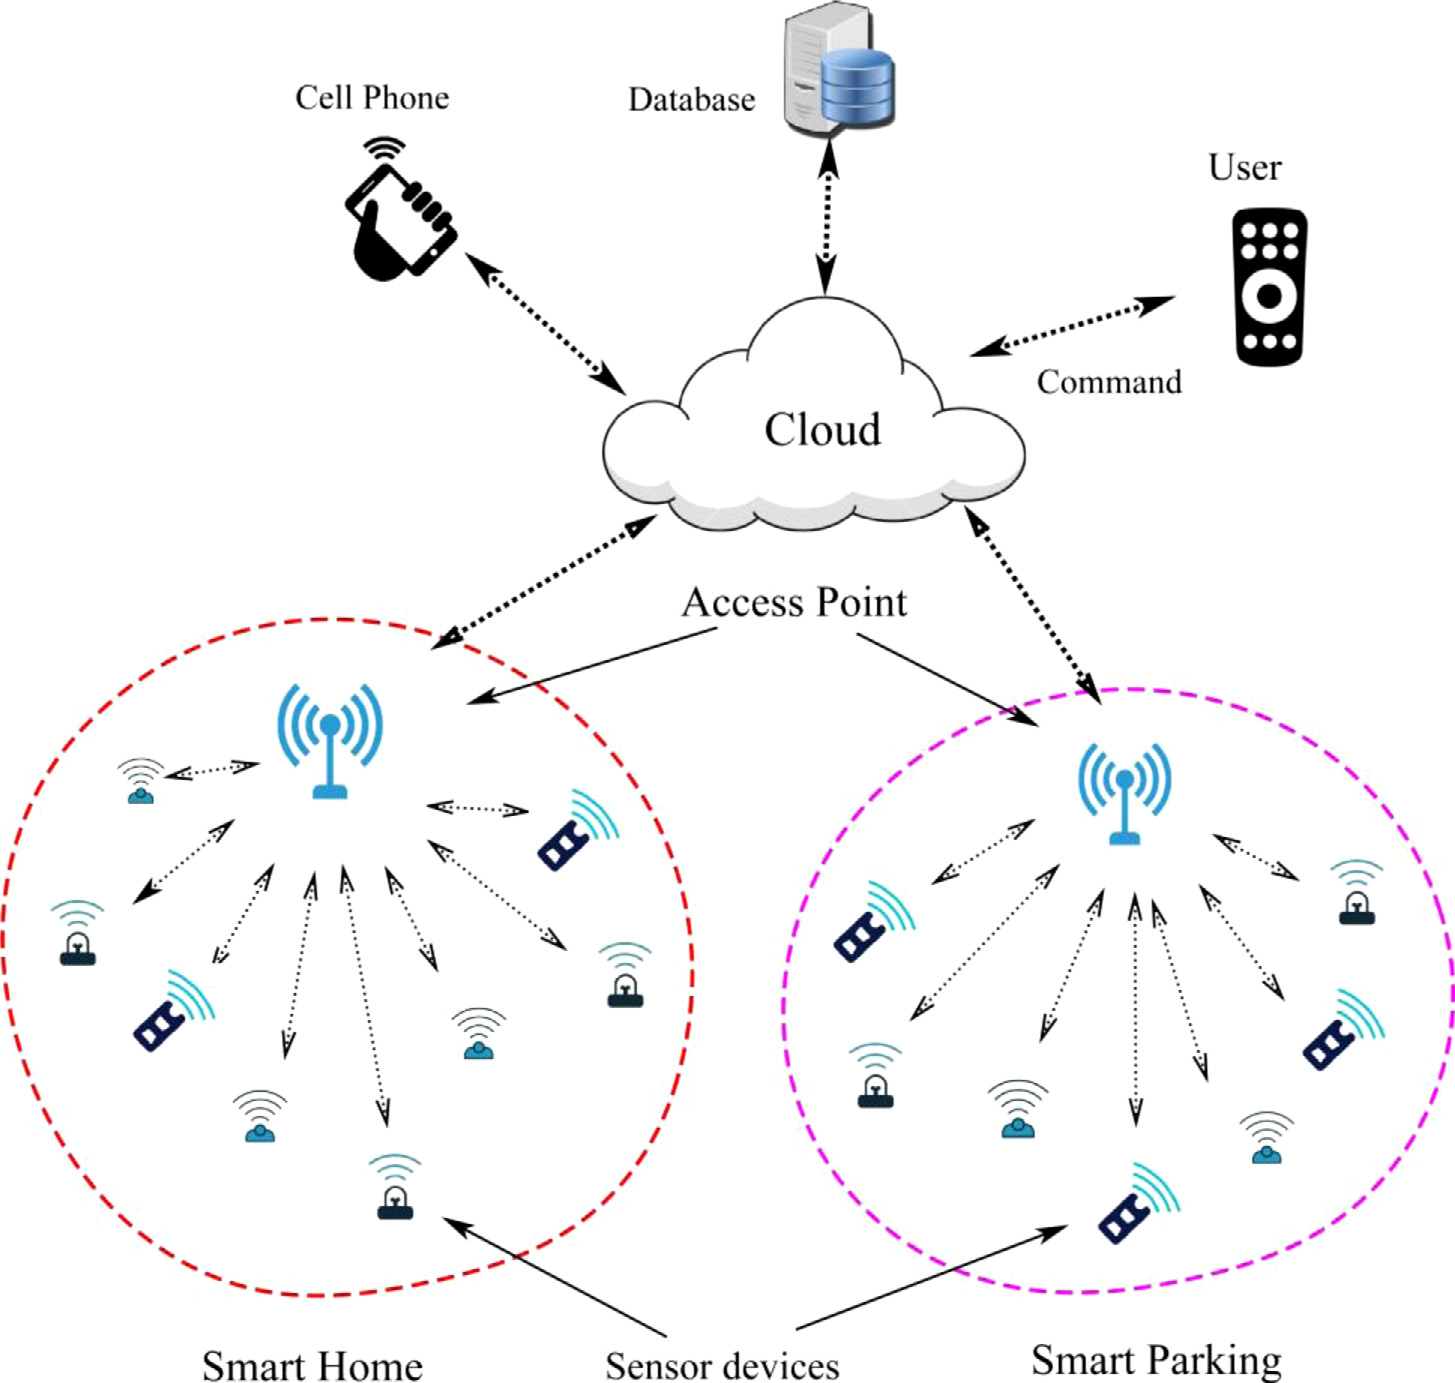 Cell Phone
Database
User
Command
Cloud
Access Point
Smart Home
Sensor devices
Smart Parking